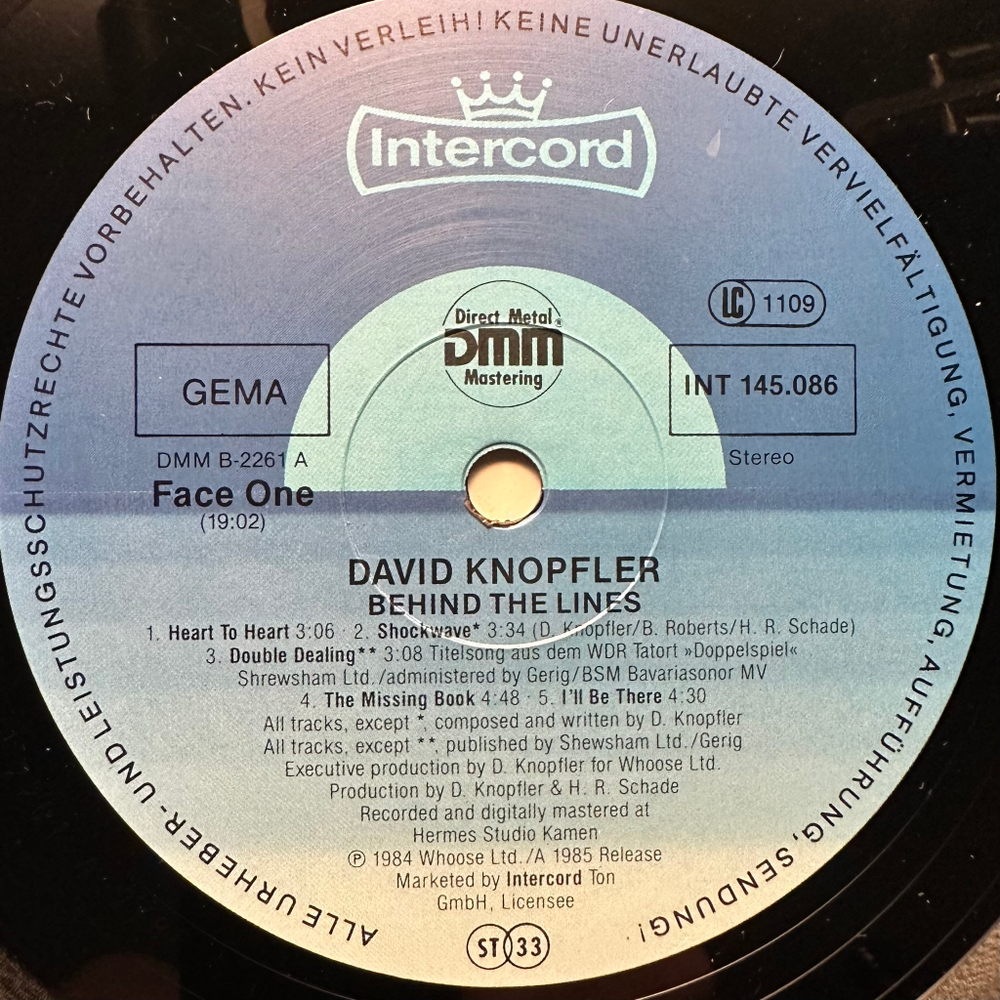 ALLE URHEBER- UND LEISTUNGSSCHUTZRECHTE VORBEHALTEN. KEIN VERLEIH! KEINE UNERLAUBTE VERVIELFÄLTIGUNG, VERMIETUNG, AUFFÜHRUNG, SENDUNG!
Intercord
LC 1109
Direct Metal
DMM
Mastering
GEMA
INT 145.086
DMM B-2261 A
Stereo
Face One
(19:02)
DAVID KNOPFLER
BEHIND THE LINES
1. Heart To Heart 3:06 · 2. Shockwave* 3:34 (D. Knopfler/B. Roberts/H. R. Schade)
3. Double Dealing** 3:08 Titelsong aus dem WDR Tatort »Doppelspiel«
Shrewsham Ltd./administered by Gerig/BSM Bavariasonor MV
4. The Missing Book 4:48 · 5. I'll Be There 4:30
All tracks, except *, composed and written by D. Knopfler
All tracks, except **, published by Shewsham Ltd./Gerig
Executive production by D. Knopfler for Whoose Ltd.
Production by D. Knopfler & H. R. Schade
Recorded and digitally mastered at
Hermes Studio Kamen
℗ 1984 Whoose Ltd./A 1985 Release
Marketed by Intercord Ton
GmbH, Licensee
ST 33